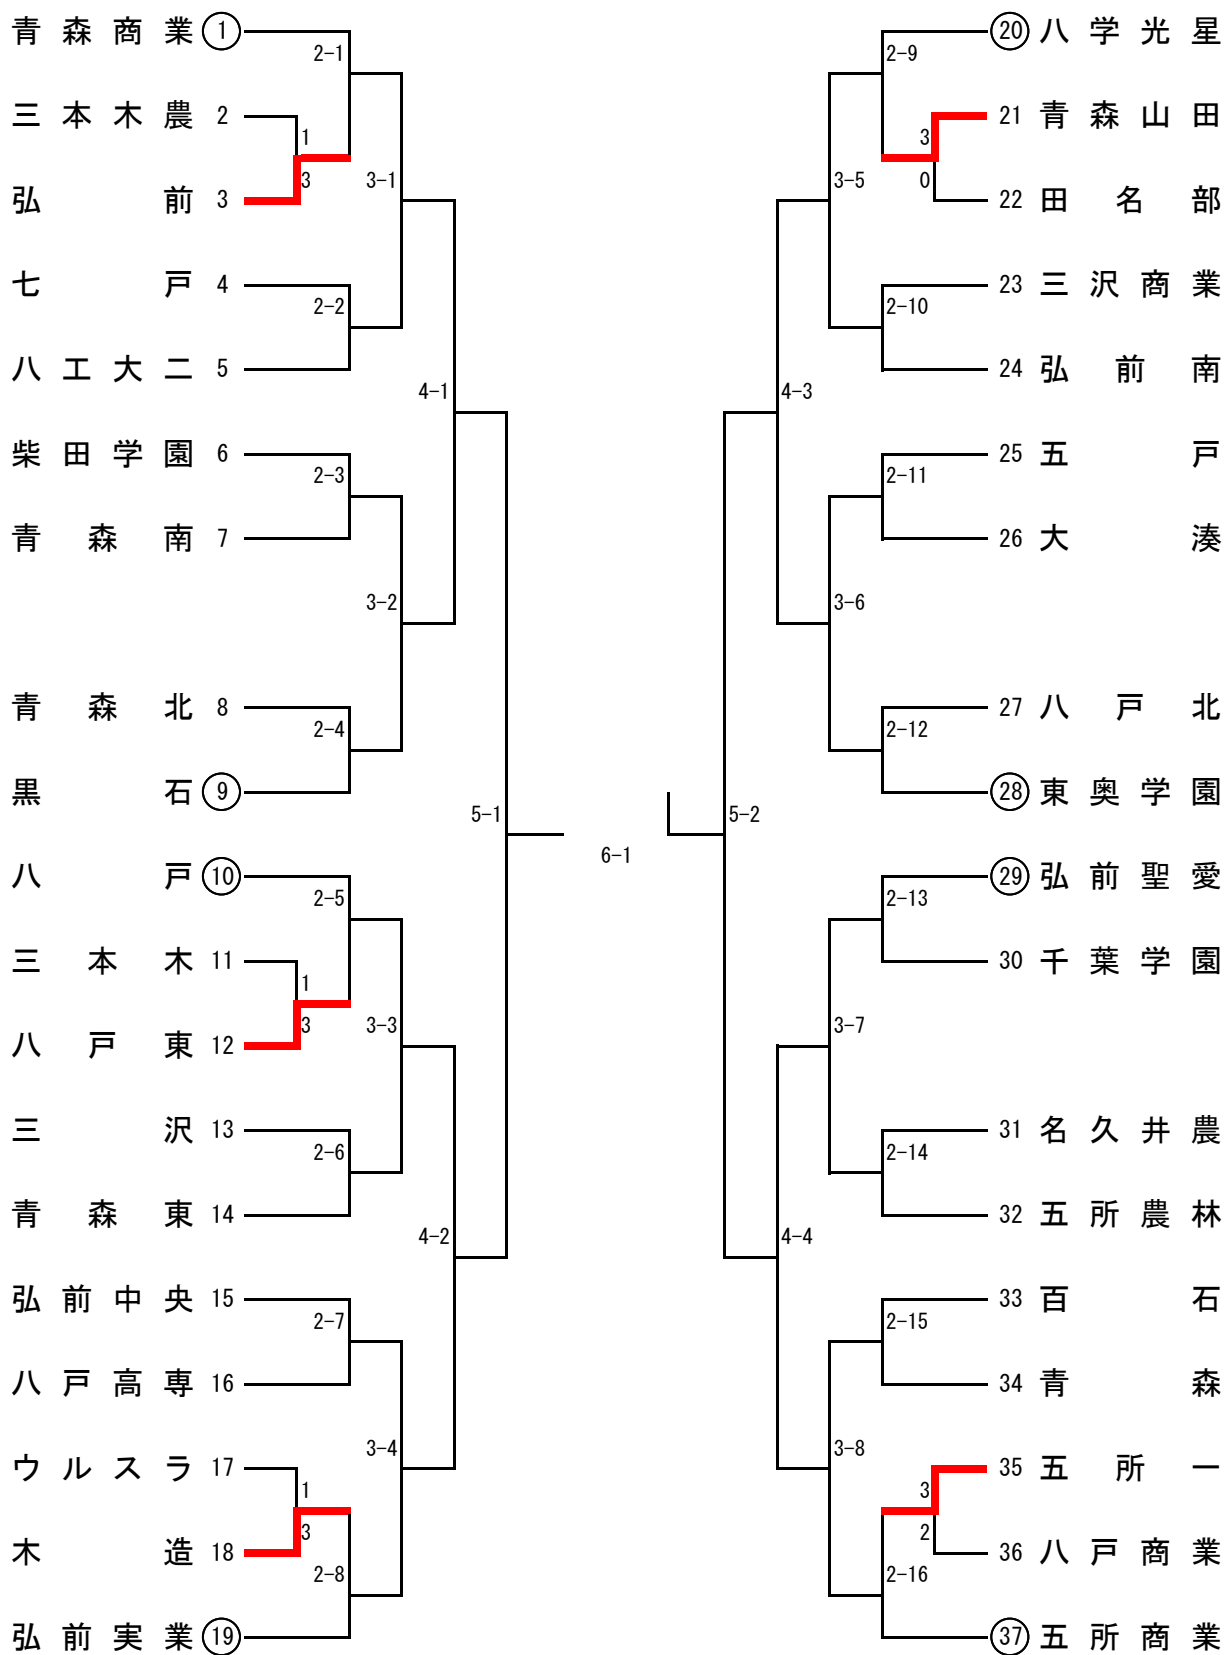 青森商業 1
2-1
三本木農 2
1
3
弘前 3
3-1
七戸 4
2-2
八工大二 5
4-1
柴田学園 6
2-3
青森南 7
3-2
青森北 8
2-4
黒石 9
5-1
八戸 10
2-5
三本木 11
1
3
八戸東 12
3-3
三沢 13
2-6
青森東 14
4-2
弘前中央 15
2-7
八戸高専 16
3-4
ウルスラ 17
1
3
木造 18
2-8
弘前実業 19
6-1
20 八学光星
2-9
21 青森山田
3
0
3-5
22 田名部
23 三沢商業
2-10
24 弘前南
4-3
25 五戸
2-11
26 大湊
3-6
27 八戸北
2-12
28 東奥学園
5-2
29 弘前聖愛
2-13
30 千葉学園
3-7
31 名久井農
2-14
32 五所農林
4-4
33 百石
2-15
34 青森
3-8
35 五所一
3
2
36 八戸商業
2-16
37 五所商業